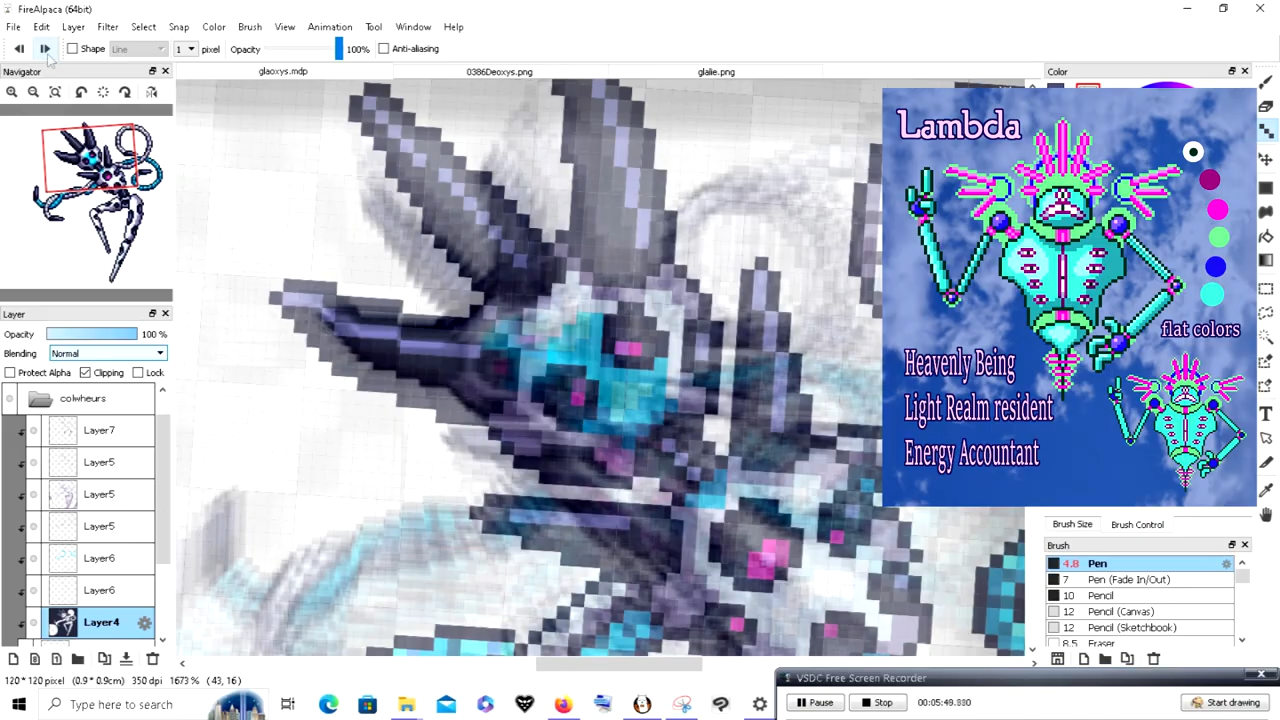 FireAlpaca (64bit)
File Edit Layer Filter Select Snap Color Brush View Animation Tool Window Help
Shape Line 1 pixel Opacity 100% Anti-aliasing
Navigator
glaoxys.mdp 0386Deoxys.png glalie.png
Color
Lambda
flat colors
Heavenly Being
Light Realm resident
Energy Accountant
Layer
Opacity 100 %
Blending Normal
Protect Alpha Clipping Lock
colwheurs
Layer7
Layer5
Layer5
Layer5
Layer6
Layer6
Layer4
Brush Size Brush Control
Brush
4.8 Pen
7 Pen (Fade In/Out)
10 Pencil
12 Pencil (Canvas)
12 Pencil (Sketchbook)
8.5 Eraser
120 * 120 pixel (0.9 * 0.9cm) 350 dpi 1673 % (43, 16)
VSDC Free Screen Recorder
Pause Stop 00:05:49.880 Start drawing
Type here to search